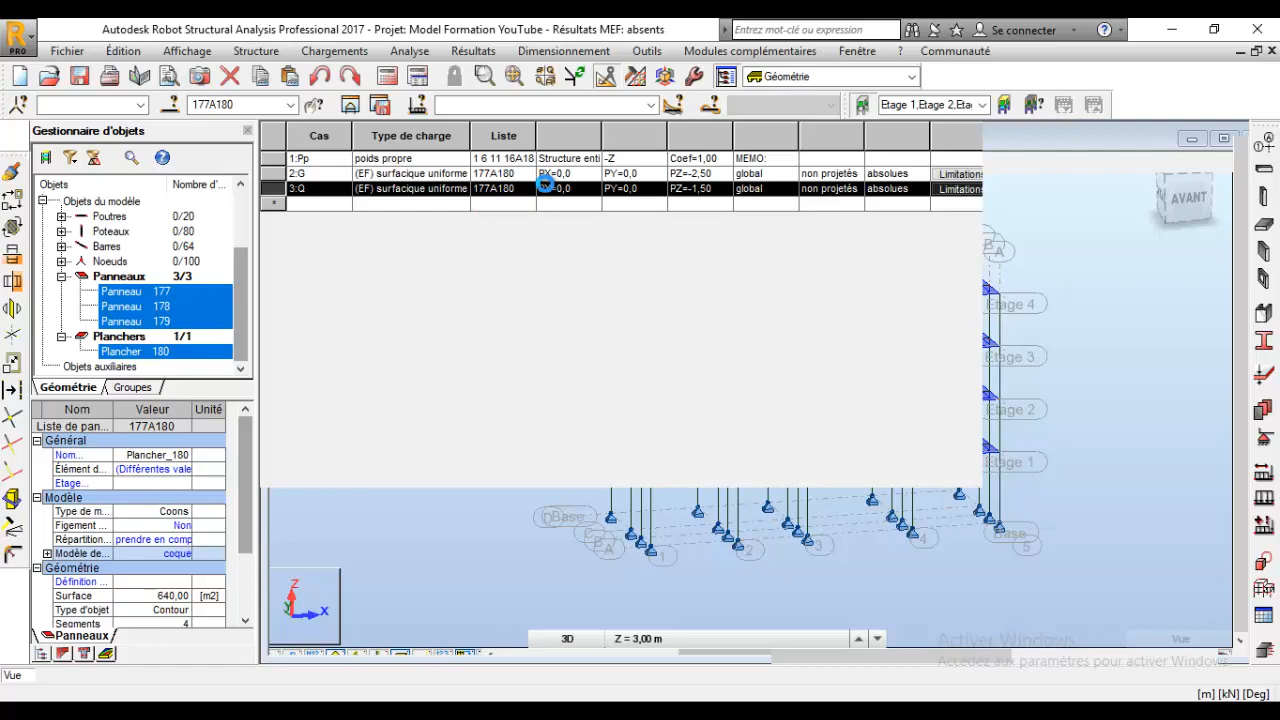 Autodesk Robot Structural Analysis Professional 2017 - Projet: Model Formation YouTube - Résultats MEF: absents
Entrez mot-clé ou expression
Se connecter
PRO
Fichier Édition Affichage Structure Chargements Analyse Résultats Dimensionnement Outils Modules complémentaires Fenêtre ? Communauté
Géométrie
177A180
Etage 1,Etage 2,Eta
Gestionnaire d'objets
Objets Nombre d'...
Objets du modèle
Poutres 0/20
Poteaux 0/80
Barres 0/64
Noeuds 0/100
Panneaux 3/3
Panneau 177
Panneau 178
Panneau 179
Planchers 1/1
Plancher 180
Objets auxiliaires
Géométrie Groupes
Nom Valeur Unité
Liste de pan... 177A180
Général
Nom... Plancher_180
Élément d... (Différentes vale
Etage...
Modèle
Type de m... Coons
Figement ... Non
Répartition... prendre en comp
Modèle de... coque
Géométrie
Définition ...
Surface 640,00 [m2]
Type d'objet Contour
Segments 4
Panneaux
Cas Type de charge Liste
1:Pp poids propre 1 6 11 16A18 Structure enti -Z Coef=1,00 MEMO:
2:G (EF) surfacique uniforme 177A180 PX=0,0 PY=0,0 PZ=-2,50 global non projetés absolues Limitations
3:Q (EF) surfacique uniforme 177A180 PX=0,0 PY=0,0 PZ=-1,50 global non projetés absolues Limitations
*
AVANT
B
A
Etage 4
Etage 3
Etage 2
Etage 1
D Base
C
B
A
1
2
3
4
Base
5
Z
Y
X
3D Z = 3,00 m
Activer Windows
Accédez aux paramètres pour activer Windows.
Vue
Vue
[m] [kN] [Deg]